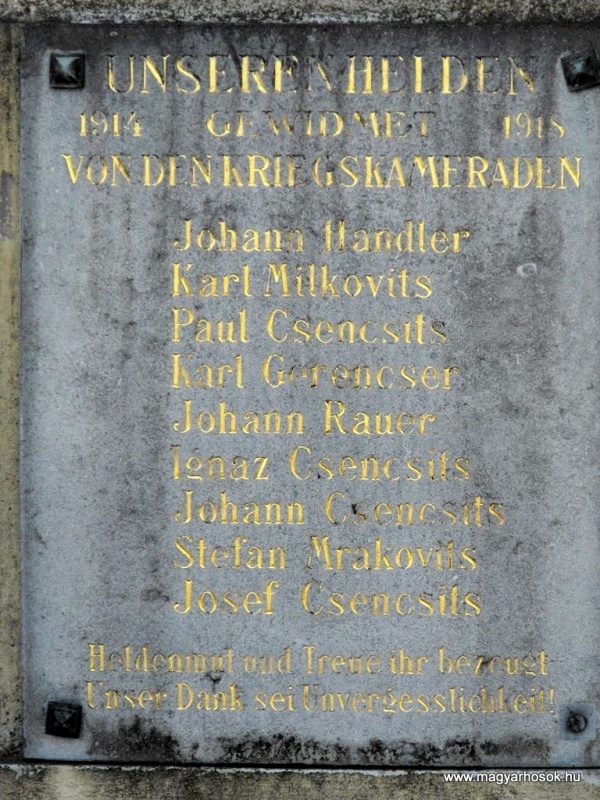 UNSEREN HELDEN
1914 GEWIDMET 1918
VON DEN KRIEGSKAMERADEN
Johann Handler
Karl Milkovits
Paul Csencsits
Karl Gerencser
Johann Rauer
Ignaz Csencsits
Johann Csencsits
Stefan Mrakovits
Josef Csencsits
Heldenmut und Treue ihr bezeugt
Unser Dank sei Unvergesslichkeit!
www.magyarhosok.hu